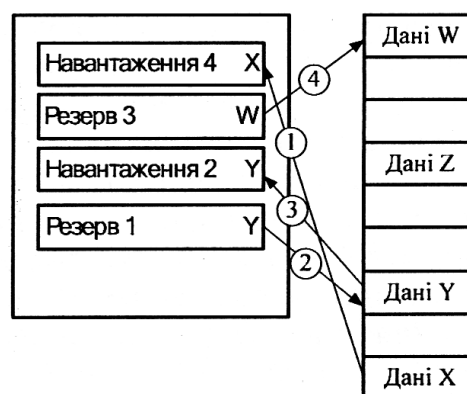 Навантаження 4 X
Резерв 3 W
Навантаження 2 Y
Резерв 1 Y
4
1
3
2
Дані W
Дані Z
Дані Y
Дані X